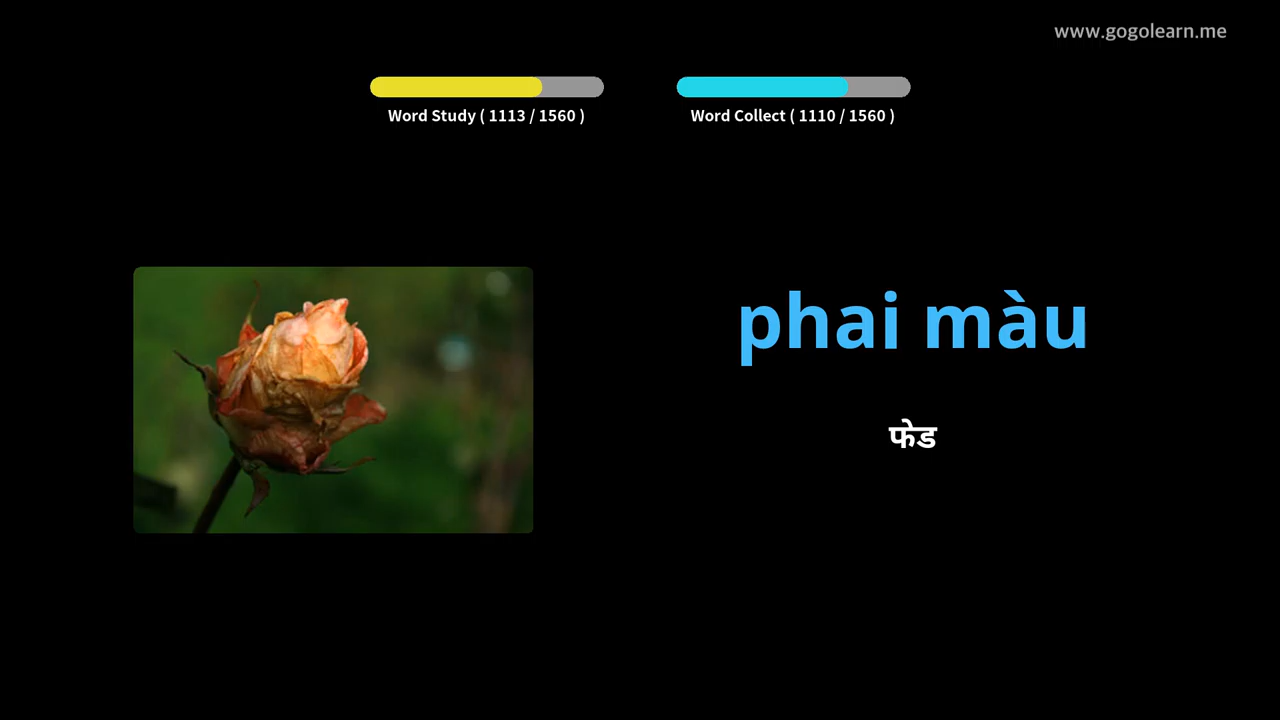 www.gogolearn.me
Word Study ( 1113 / 1560 )
Word Collect ( 1110 / 1560 )
phai màu
फेड